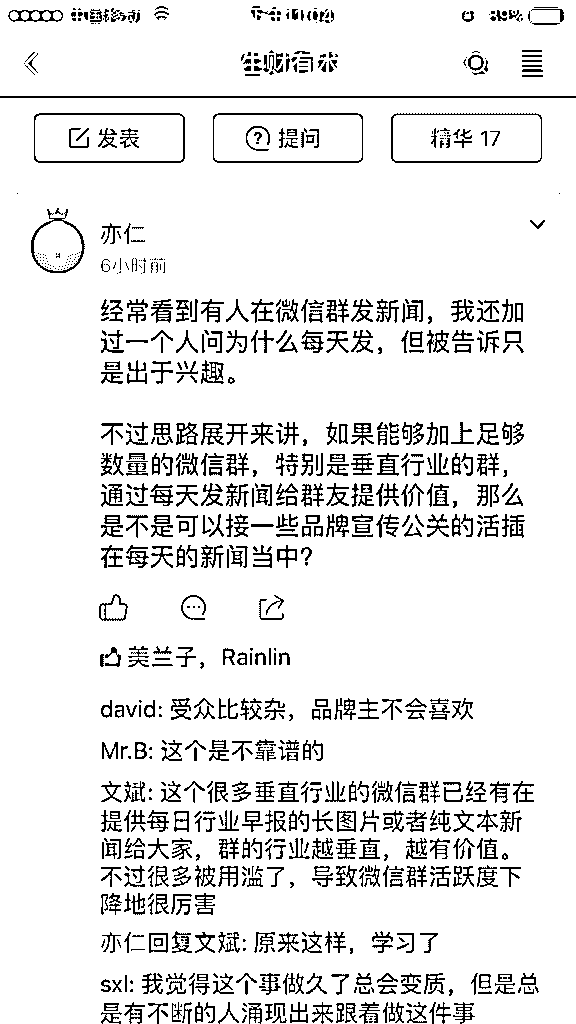 中国移动
生财有术
发表
提问
精华 17
亦仁
6小时前
经常看到有人在微信群发新闻，我还加
过一个人问为什么每天发，但被告诉只
是出于兴趣。
不过思路展开来讲，如果能够加上足够
数量的微信群，特别是垂直行业的群，
通过每天发新闻给群友提供价值，那么
是不是可以接一些品牌宣传公关的活插
在每天的新闻当中？
美兰子，Rainlin
david: 受众比较杂，品牌主不会喜欢
Mr.B: 这个是不靠谱的
文斌: 这个很多垂直行业的微信群已经有在
提供每日行业早报的长图片或者纯文本新
闻给大家，群的行业越垂直，越有价值。
不过很多被用滥了，导致微信群活跃度下
降地很厉害
亦仁回复文斌: 原来这样，学习了
sxl: 我觉得这个事做久了总会变质，但是总
是有不断的人涌现出来跟着做这件事